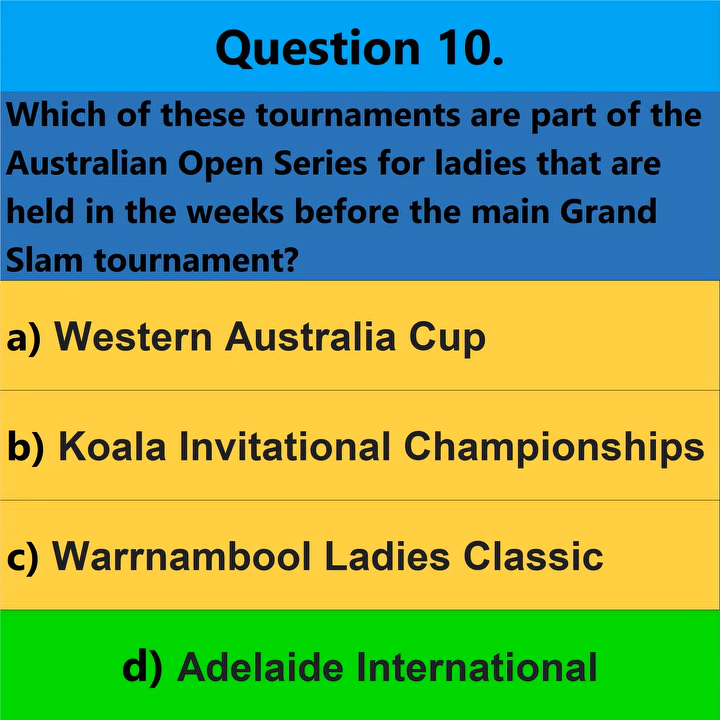 Question 10.
Which of these tournaments are part of the
Australian Open Series for ladies that are
held in the weeks before the main Grand
Slam tournament?
a) Western Australia Cup
b) Koala Invitational Championships
c) Warrnambool Ladies Classic
d) Adelaide International